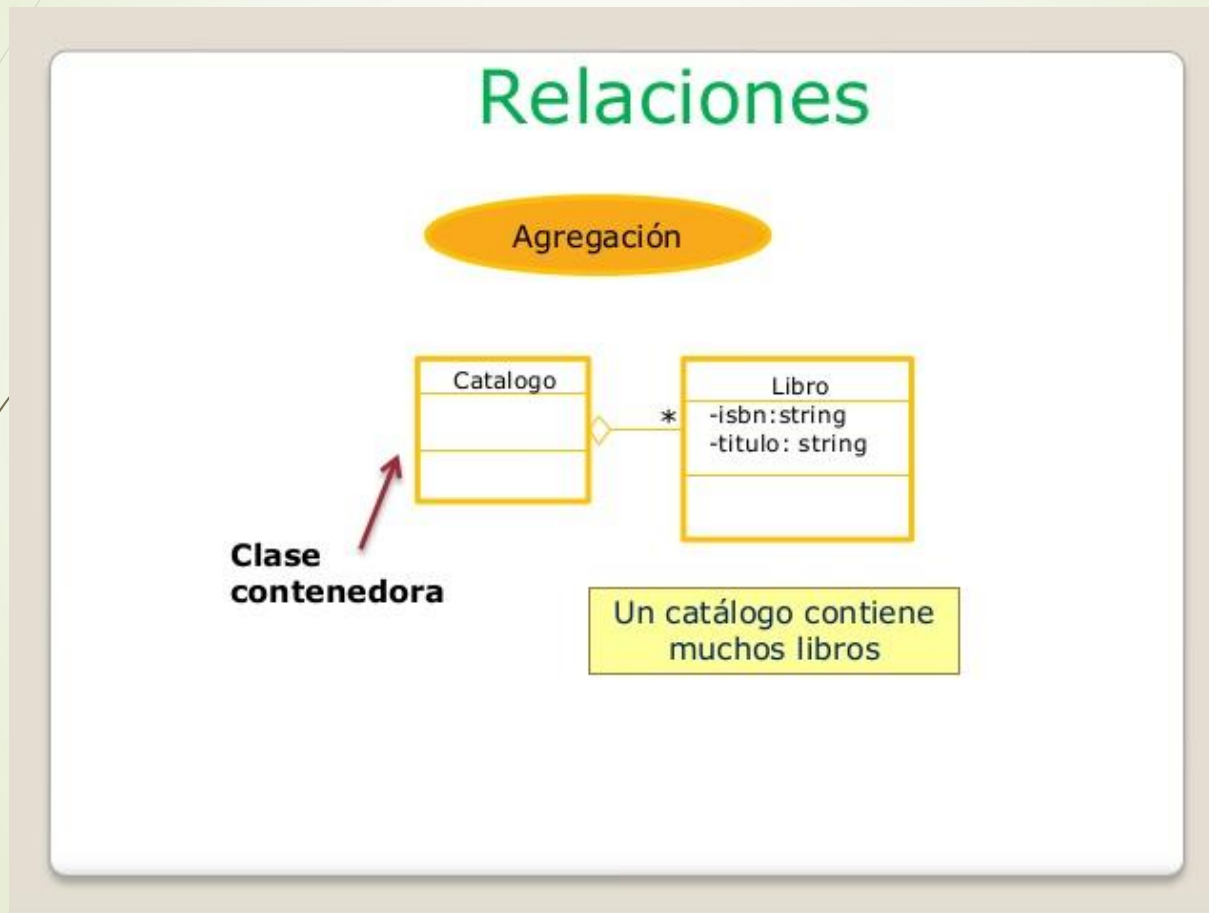 Relaciones
Agregación
Catalogo
Libro
-isbn:string
-titulo: string
*
Clase
contenedora
Un catálogo contiene
muchos libros